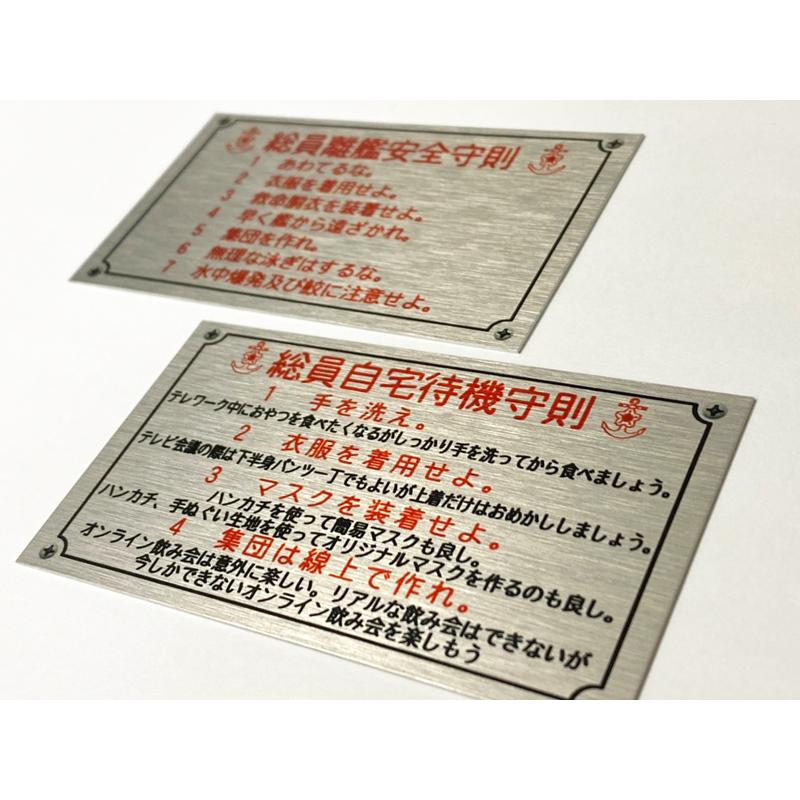 総員離艦安全守則
1 あわてるな。
2 衣服を着用せよ。
3 救命胴衣を装着せよ。
4 早く艦から遠ざかれ。
5 集団を作れ。
6 無理な泳ぎはするな。
7 水中爆発及び鮫に注意せよ。
総員自宅待機守則
1 手を洗え。
テレワーク中におやつを食べたくなるがしっかり手を洗ってから食べましょう。
2 衣服を着用せよ。
テレビ会議の際は下半身パンツ一丁でもよいが上着だけはおめかししましょう。
3 マスクを装着せよ。
ハンカチを使って簡易マスクも良し。
ハンカチ、手ぬぐい生地を使ってオリジナルマスクを作るのも良し。
4 集団は線上で作れ。
オンライン飲み会は意外に楽しい。リアルな飲み会はできないが
今しかできないオンライン飲み会を楽しもう